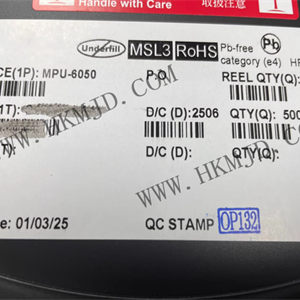 Handle with Care 取扱注意
Underfill MSL3 RoHS Pb-free Pb
category (e4) HF
CE(1P): MPU-6050 P.O REEL QTY(Q):
1T): D/C (D):2506 QTY(Q): 500
T): D/C (D): QTY(Q):
e: 01/03/25 QC STAMP OP132
WWW.HKMJD.COM
WWW.HKMJD.COM